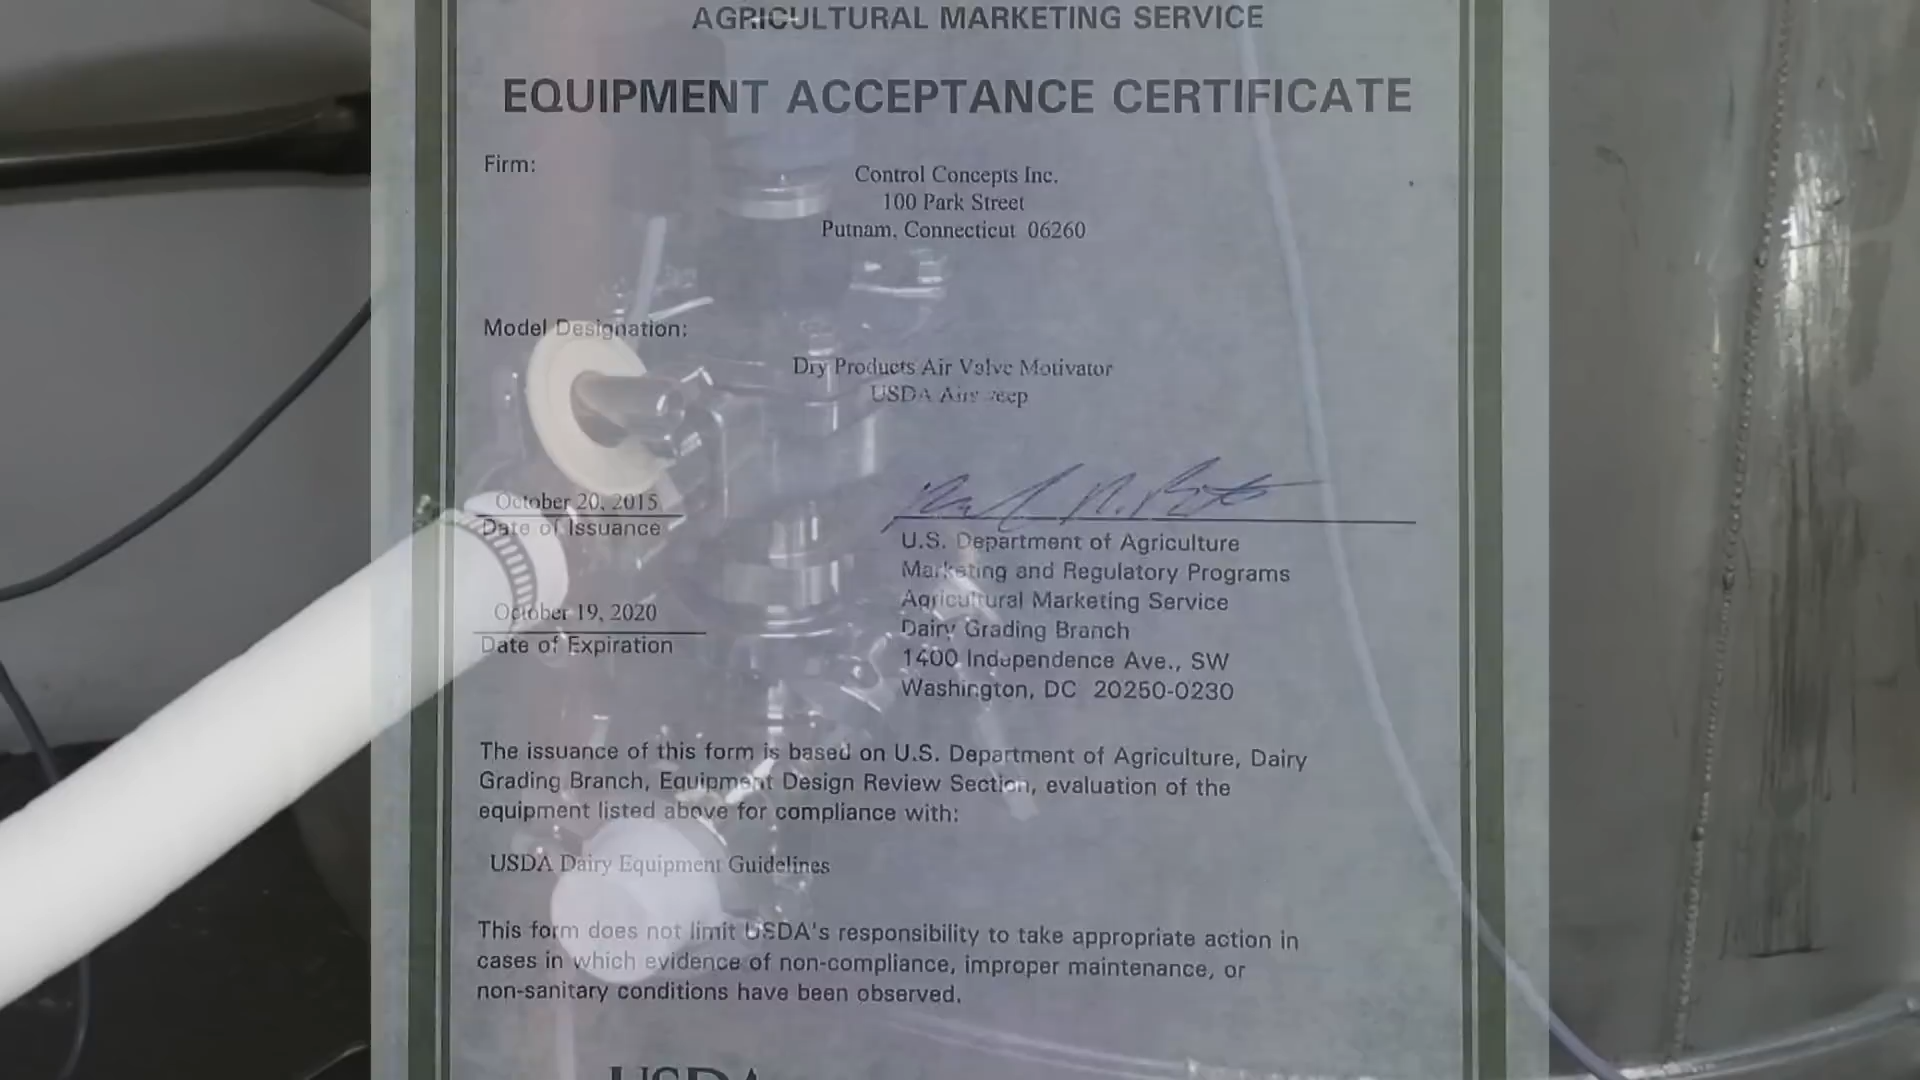 AGRICULTURAL MARKETING SERVICE
EQUIPMENT ACCEPTANCE CERTIFICATE
Firm:
Control Concepts Inc.
100 Park Street
Putnam, Connecticut 06260
Model Designation:
Dry Products Air Valve Motivator
USDA
October 20, 2015
Date of Issuance
U.S. Department of Agriculture
Marketing and Regulatory Programs
Agricultural Marketing Service
Dairy Grading Branch
1400 Independence Ave., SW
Washington, DC 20250-0230
October 19, 2020
Date of Expiration
The issuance of this form is based on U.S. Department of Agriculture, Dairy
Grading Branch, Equipment Design Review Section, evaluation of the
equipment listed above for compliance with:
USDA Dairy Equipment Guidelines
This form does not limit USDA's responsibility to take appropriate action in
cases in which evidence of non-compliance, improper maintenance, or
non-sanitary conditions have been observed.
USDA